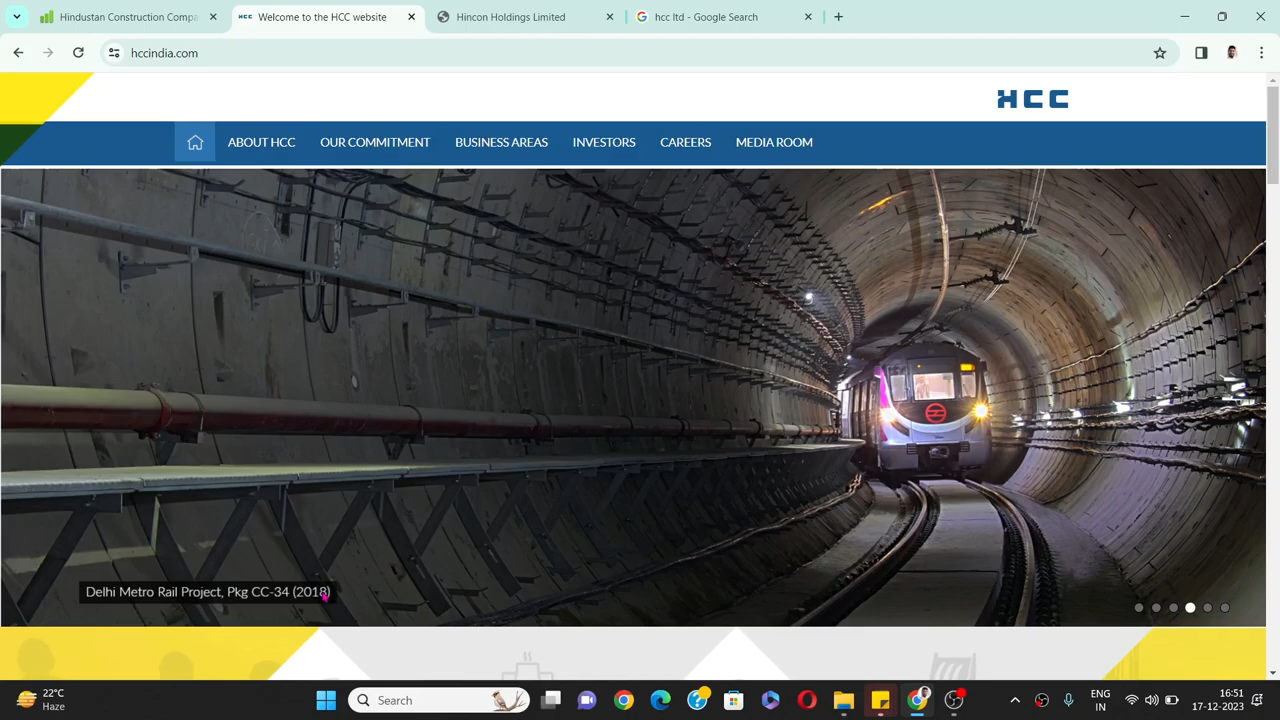 Hindustan Construction Compa
Welcome to the HCC website
Hincon Holdings Limited
hcc ltd - Google Search
hccindia.com
HCC
ABOUT HCC
OUR COMMITMENT
BUSINESS AREAS
INVESTORS
CAREERS
MEDIA ROOM
Delhi Metro Rail Project, Pkg CC-34 (2018)
22°C
Haze
Search
ENG
IN
16:51
17-12-2023